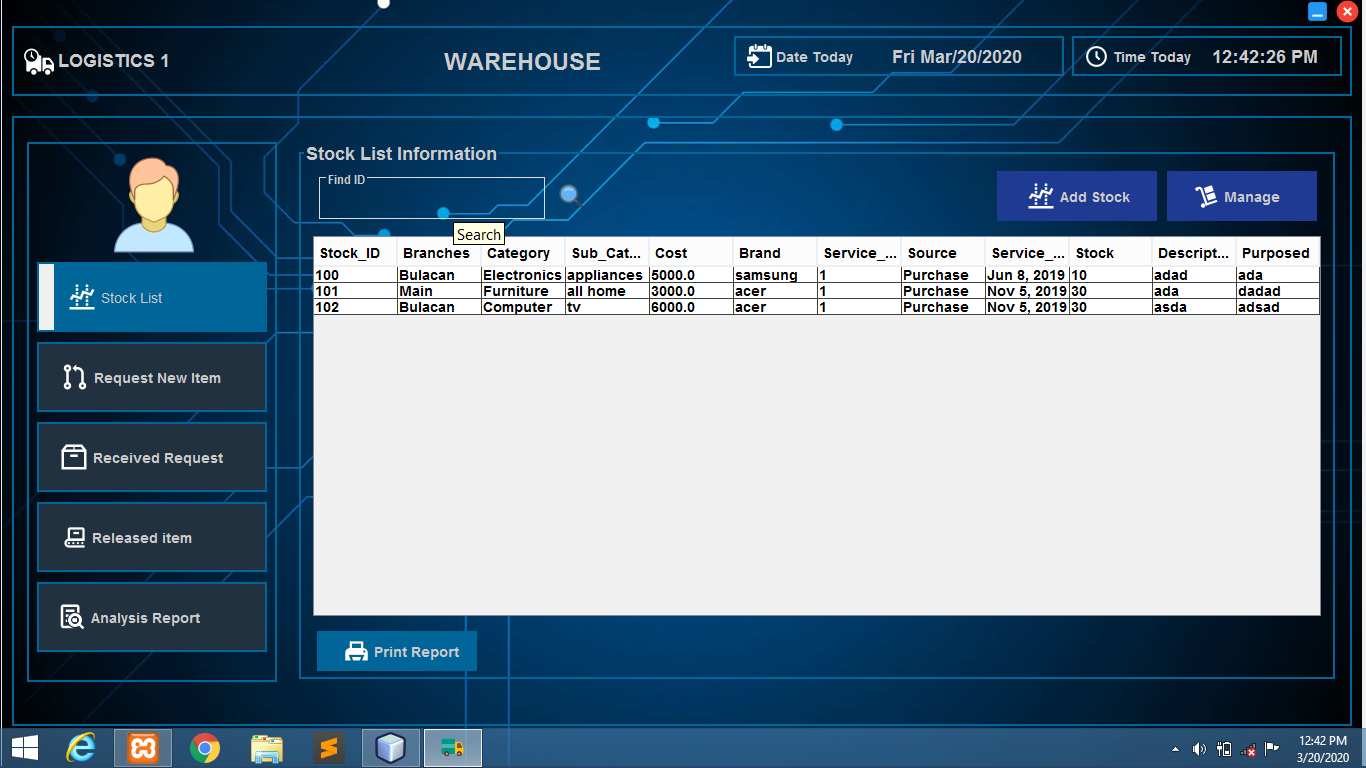 LOGISTICS 1
WAREHOUSE
Date Today Fri Mar/20/2020
Time Today 12:42:26 PM
Stock List Information
Find ID
Search
Add Stock
Manage
Stock List
Request New Item
Received Request
Released item
Analysis Report
Stock_ID Branches Category Sub_Cat... Cost Brand Service_... Source Service_... Stock Descript... Purposed
100 Bulacan Electronics appliances 5000.0 samsung 1 Purchase Jun 8, 2019 10 adad ada
101 Main Furniture all home 3000.0 acer 1 Purchase Nov 5, 2019 30 ada dadad
102 Bulacan Computer tv 6000.0 acer 1 Purchase Nov 5, 2019 30 asda adsad
Print Report
12:42 PM
3/20/2020